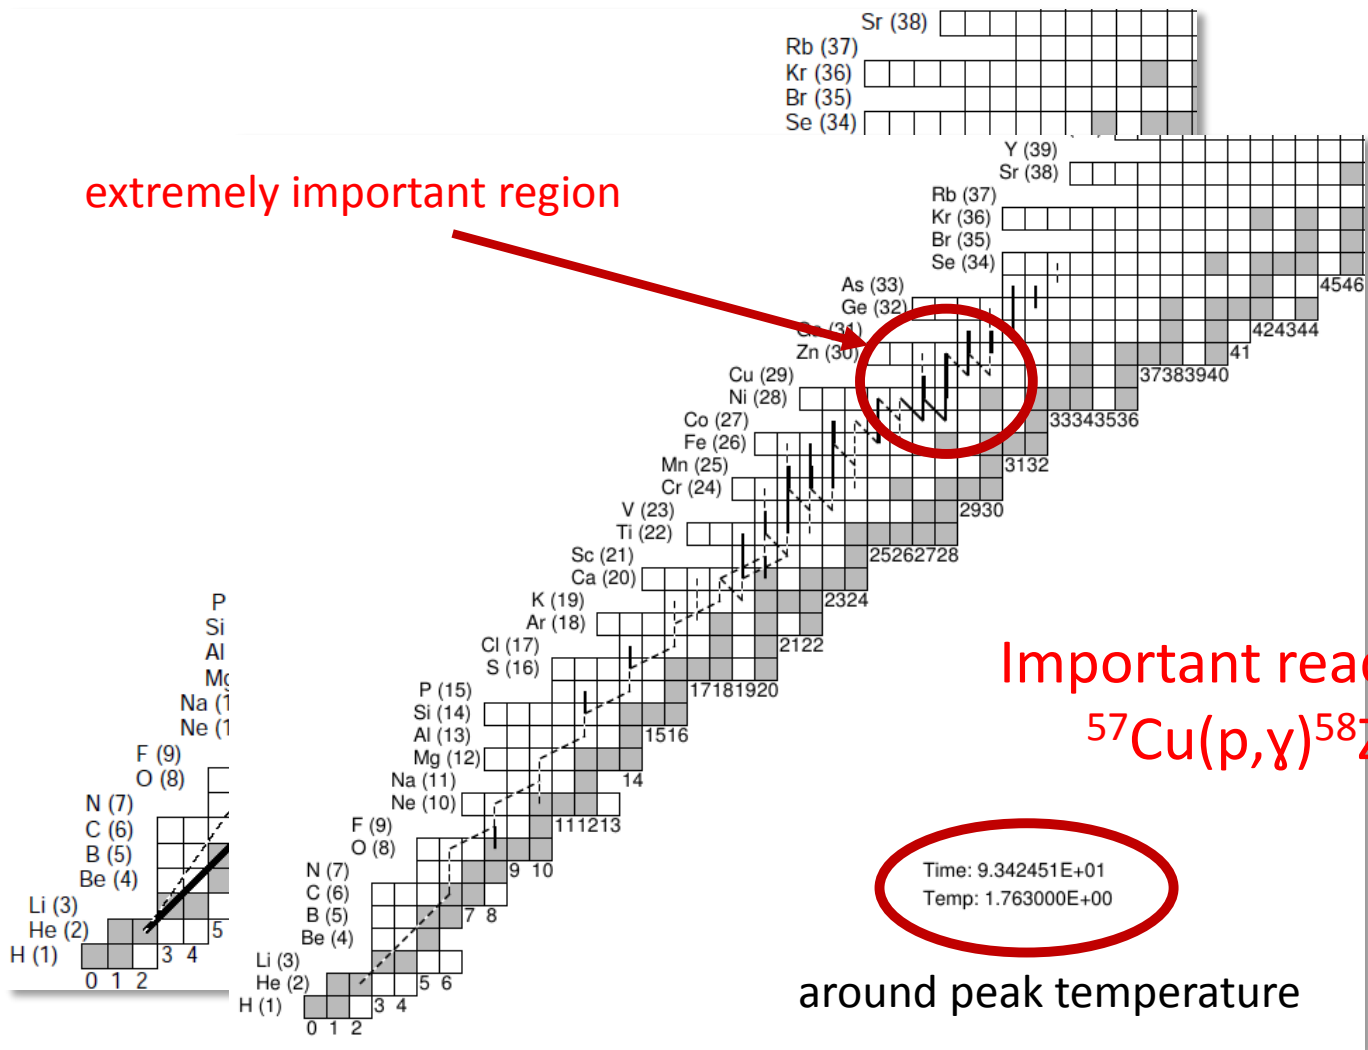 Sr (38)
Rb (37)
Kr (36)
Br (35)
Se (34)
extremely important region
Y (39)
Sr (38)
Rb (37)
Kr (36)
Br (35)
Se (34)
As (33)
4546
Ge (32)
(31)
424344
Zn (30)
41
Cu (29)
37383940
Ni (28)
33343536
Co (27)
Fe (26)
3132
Mn (25)
Cr (24)
2930
V (23)
Ti (22)
25262728
Sc (21)
Ca (20)
2324
K (19)
Ar (18)
2122
Cl (17)
S (16)
17181920
P (15)
Si (14)
1516
Al (13)
Mg (12)
14
Na (11)
Ne (10)
111213
F (9)
O (8)
9 10
N (7)
C (6)
7 8
B (5)
Be (4)
Li (3)
5 6
He (2)
3 4
H (1)
0 1 2
P
Si
Al
Na (1
Ne (1
F (9)
O (8)
N (7)
C (6)
B (5)
Be (4)
Li (3)
He (2)
5
H (1)
3 4
0 1 2
Important reac
⁵⁷Cu(p,γ)⁵⁸
Time: 9.342451E+01
Temp: 1.763000E+00
around peak temperature